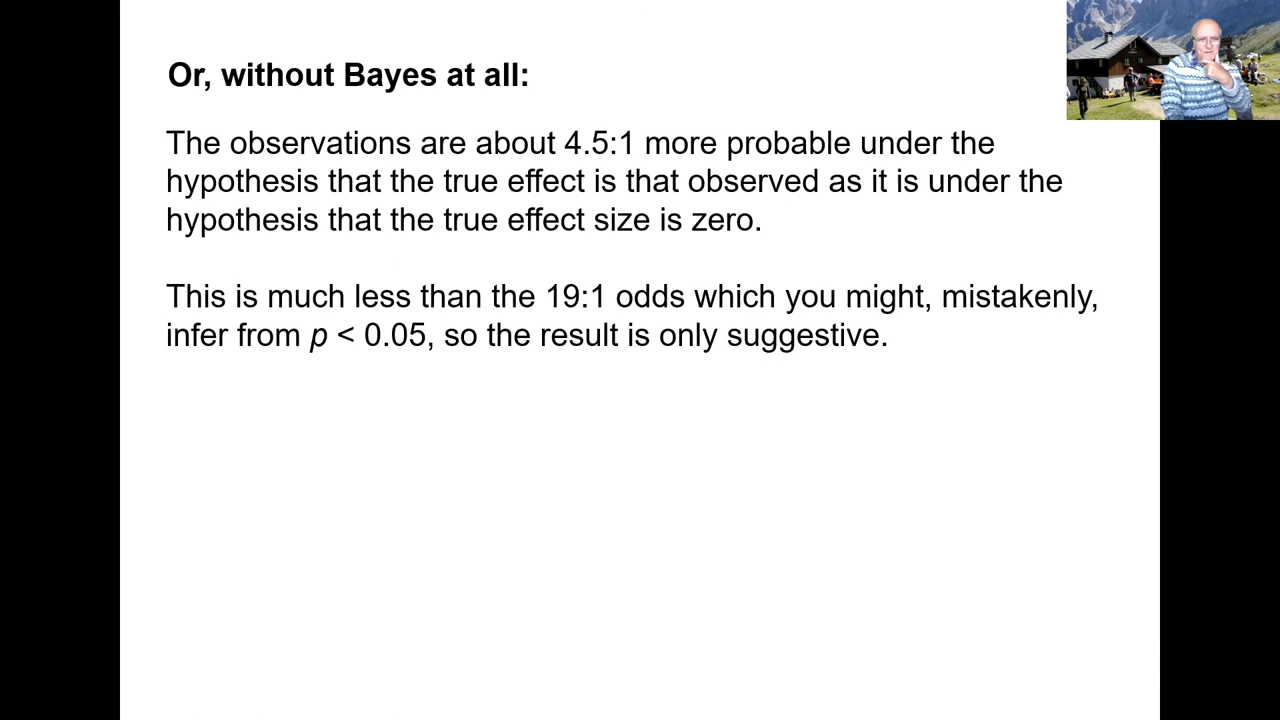 Or, without Bayes at all:
The observations are about 4.5:1 more probable under the
hypothesis that the true effect is that observed as it is under the
hypothesis that the true effect size is zero.
This is much less than the 19:1 odds which you might, mistakenly,
infer from p < 0.05, so the result is only suggestive.